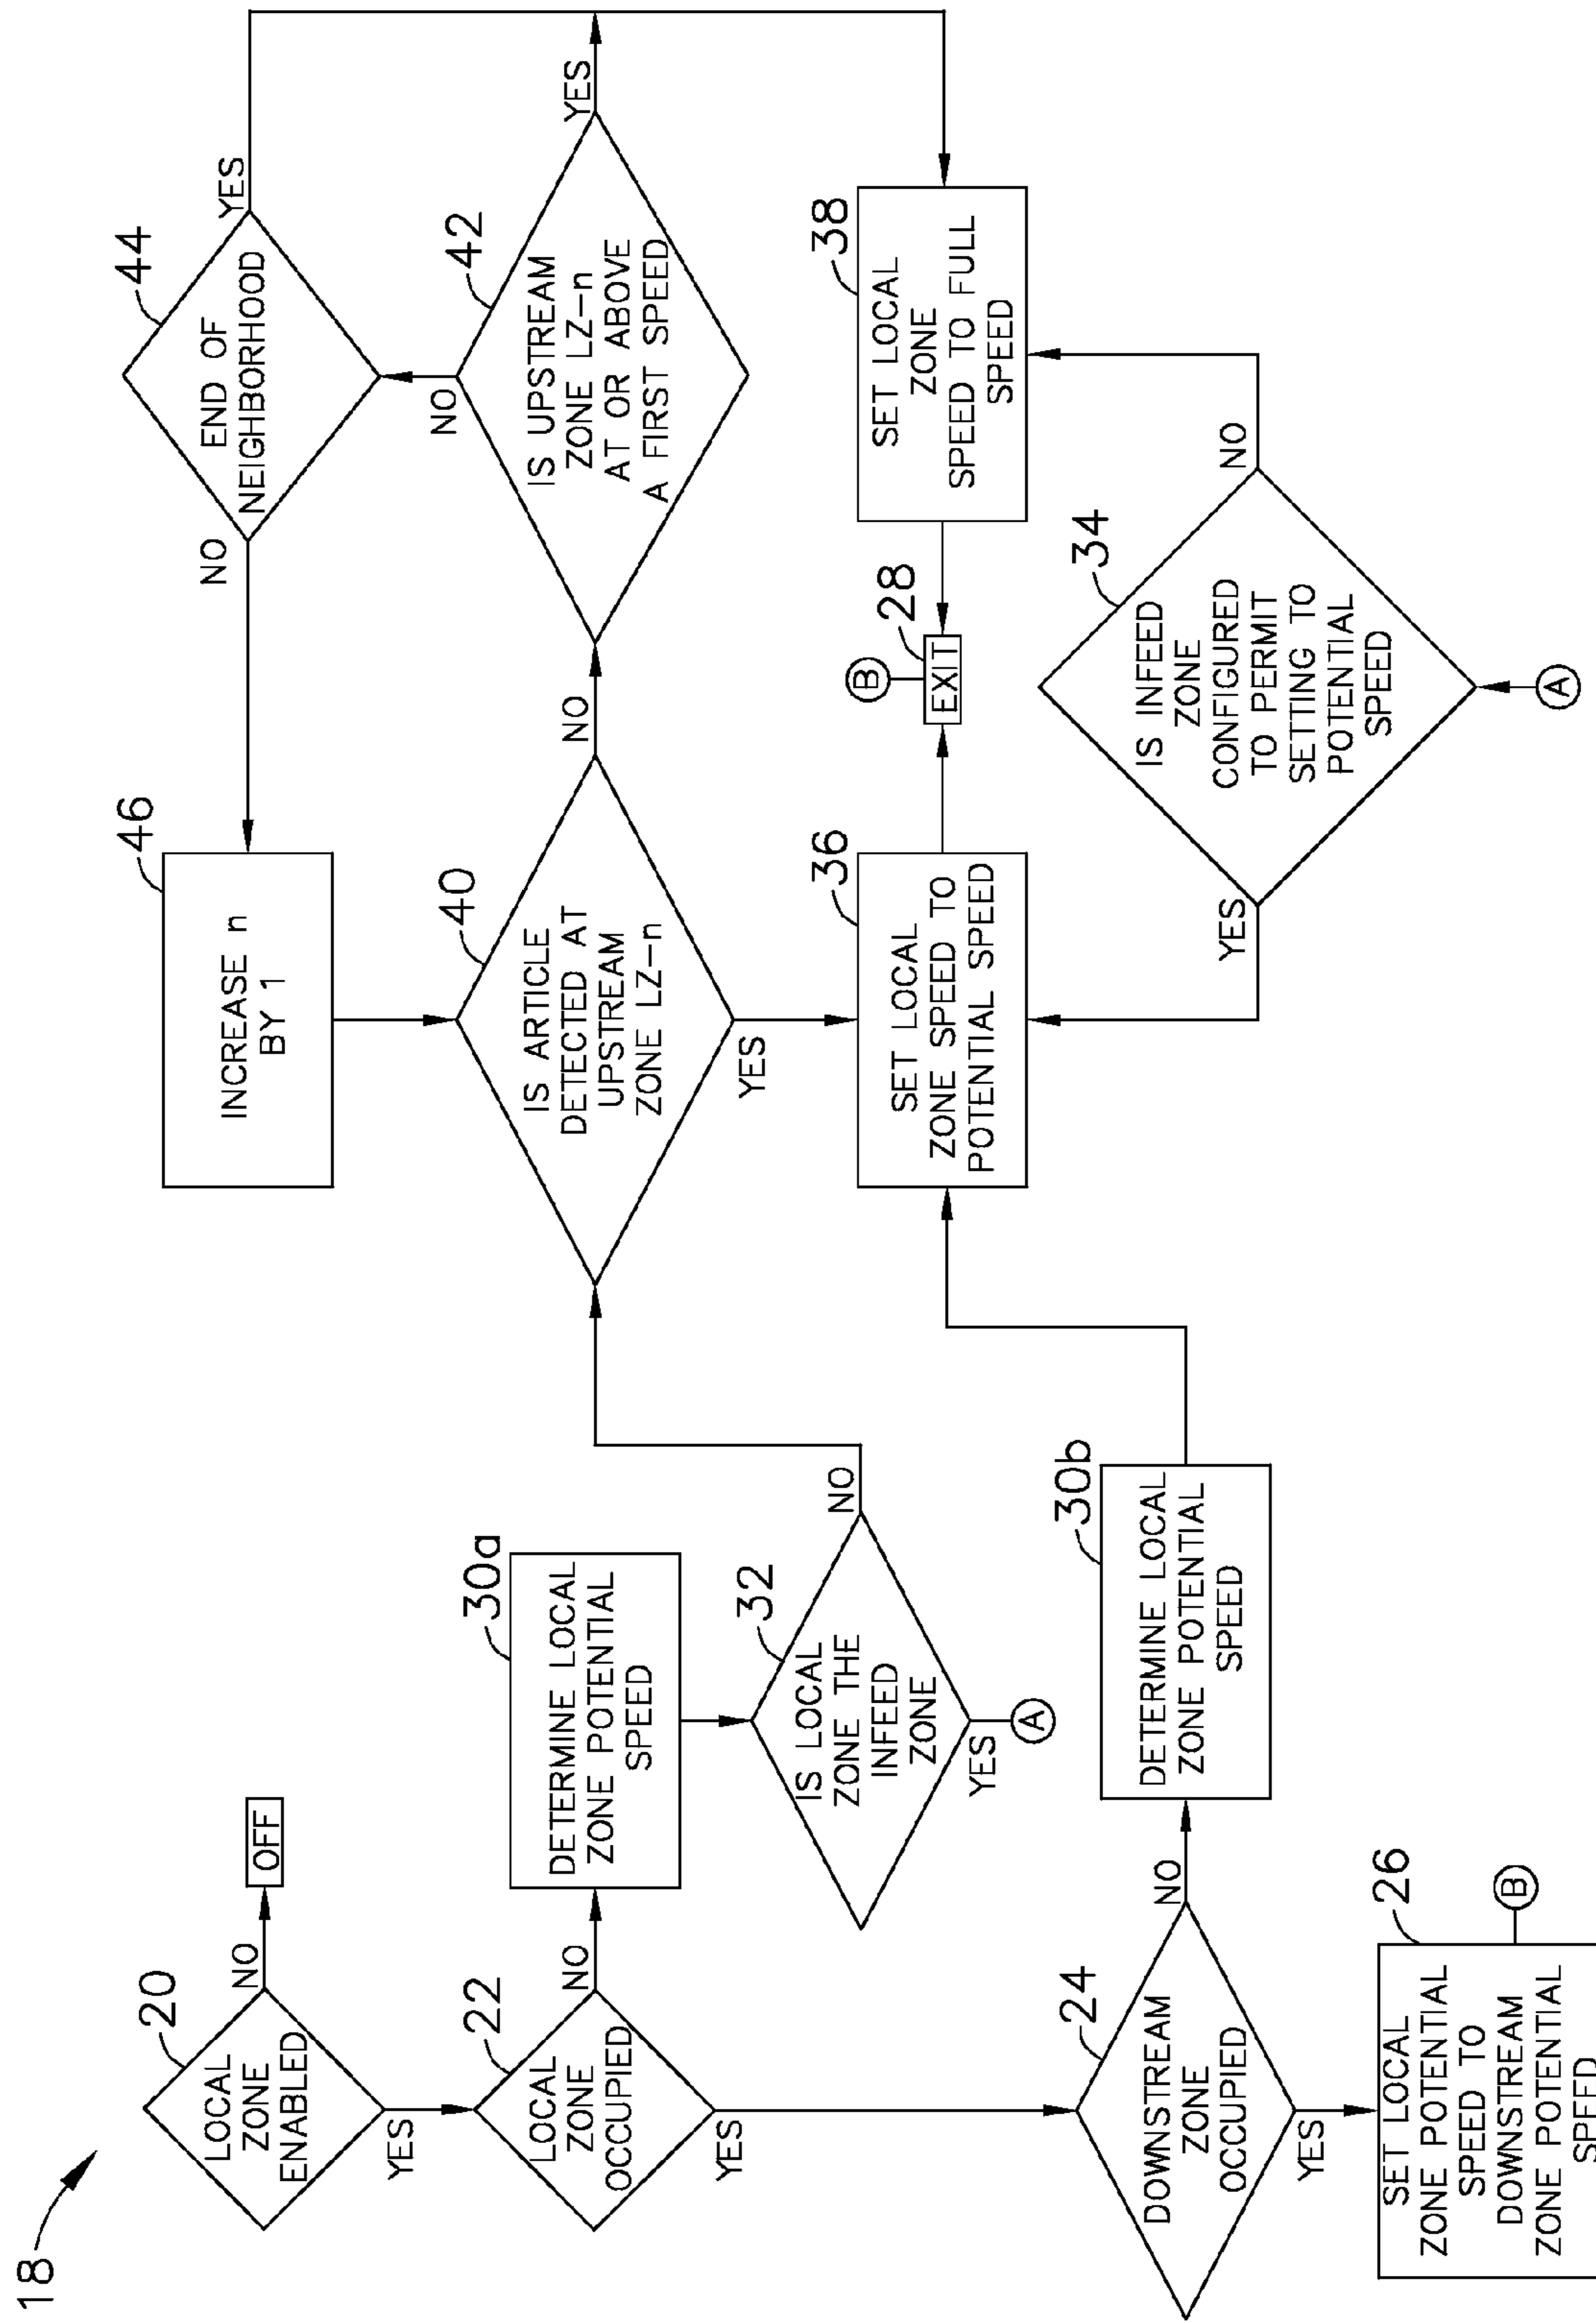 18
20
LOCAL
ZONE
ENABLED
NO
OFF
YES
22
LOCAL
ZONE
OCCUPIED
NO
YES
30a
DETERMINE LOCAL
ZONE POTENTIAL
SPEED
32
IS LOCAL
ZONE THE
INFEED
ZONE
NO
YES
A
24
DOWNSTREAM
ZONE
OCCUPIED
NO
YES
30b
DETERMINE LOCAL
ZONE POTENTIAL
SPEED
26
SET LOCAL
ZONE POTENTIAL
SPEED TO
DOWNSTREAM
ZONE POTENTIAL
SPEED
B
46
INCREASE n
BY 1
NO
44
END OF
NEIGHBORHOOD
YES
40
IS ARTICLE
DETECTED AT
UPSTREAM
ZONE LZ-n
NO
YES
42
IS UPSTREAM
ZONE LZ-n
AT OR ABOVE
A FIRST SPEED
NO
YES
36
SET LOCAL
ZONE SPEED TO
POTENTIAL SPEED
B
28
EXIT
38
SET LOCAL
ZONE
SPEED TO FULL
SPEED
34
IS INFEED
ZONE
CONFIGURED
TO PERMIT
SETTING TO
POTENTIAL
SPEED
YES
NO
A